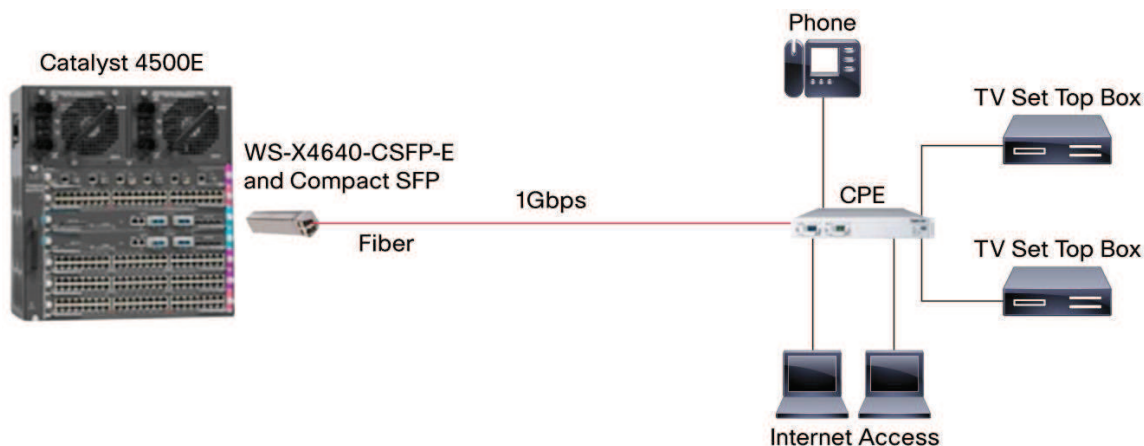 Phone
Catalyst 4500E
TV Set Top Box
WS-X4640-CSFP-E
and Compact SFP
1Gbps
CPE
Fiber
TV Set Top Box
Internet Access